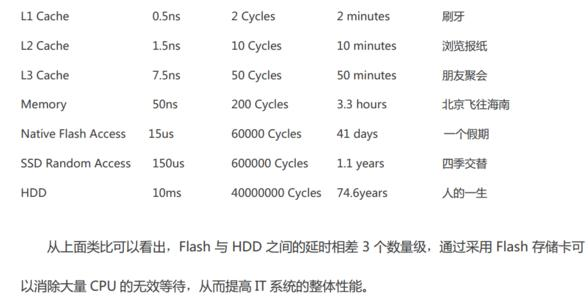 L1 Cache 0.5ns 2 Cycles 2 minutes 刷牙
L2 Cache 1.5ns 10 Cycles 10 minutes 浏览报纸
L3 Cache 7.5ns 50 Cycles 50 minutes 朋友聚会
Memory 50ns 200 Cycles 3.3 hours 北京飞往海南
Native Flash Access 15us 60000 Cycles 41 days 一个假期
SSD Random Access 150us 600000 Cycles 1.1 years 四季交替
HDD 10ms 40000000 Cycles 74.6years 人的一生
从上面类比可以看出，Flash 与 HDD 之间的延时相差 3 个数量级，通过采用 Flash 存储卡可
以消除大量 CPU 的无效等待，从而提高 IT 系统的整体性能。